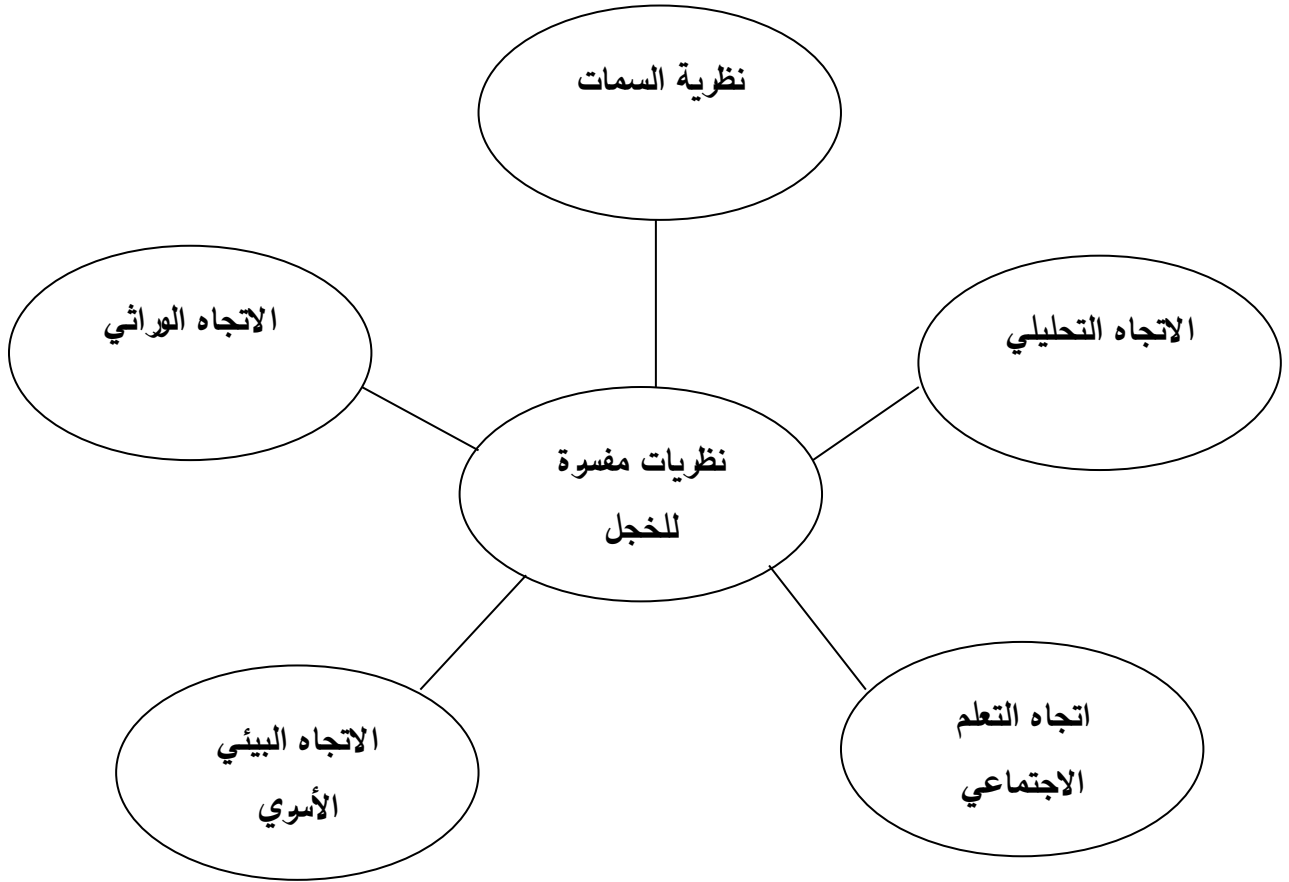 نظرية السمات
الاتجاه التحليلي
الاتجاه الوراثي
نظريات مفسرة
للخجل
اتجاه التعلم
الاجتماعي
الاتجاه البيئي
الأسري